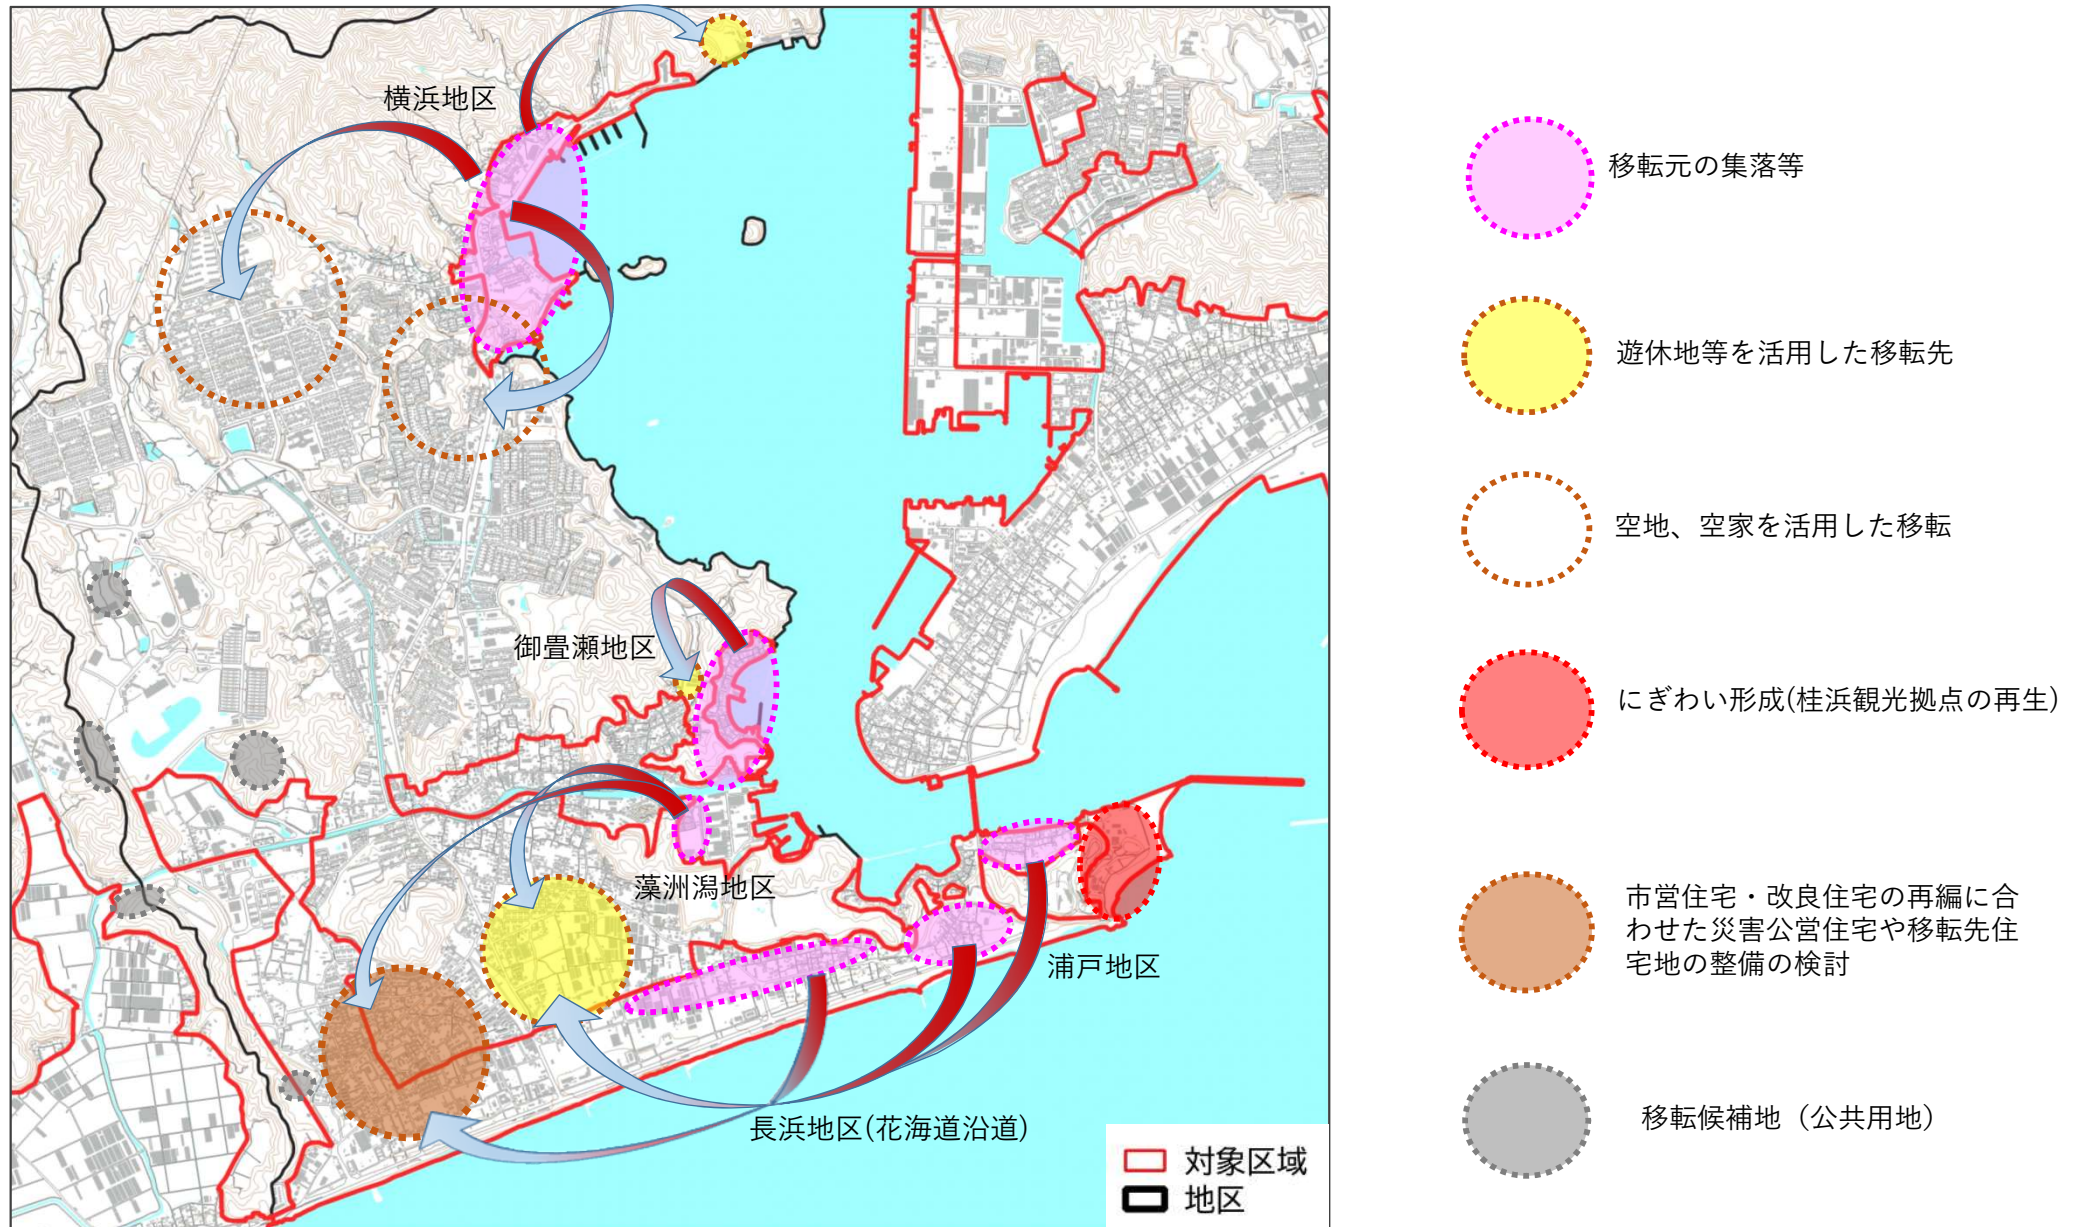 横浜地区
御畳瀬地区
藻洲潟地区
浦戸地区
長浜地区(花海道沿道)
対象区域
地区
移転元の集落等
遊休地等を活用した移転先
空地、空家を活用した移転
にぎわい形成(桂浜観光拠点の再生)
市営住宅・改良住宅の再編に合
わせた災害公営住宅や移転先住
宅地の整備の検討
移転候補地（公共用地）